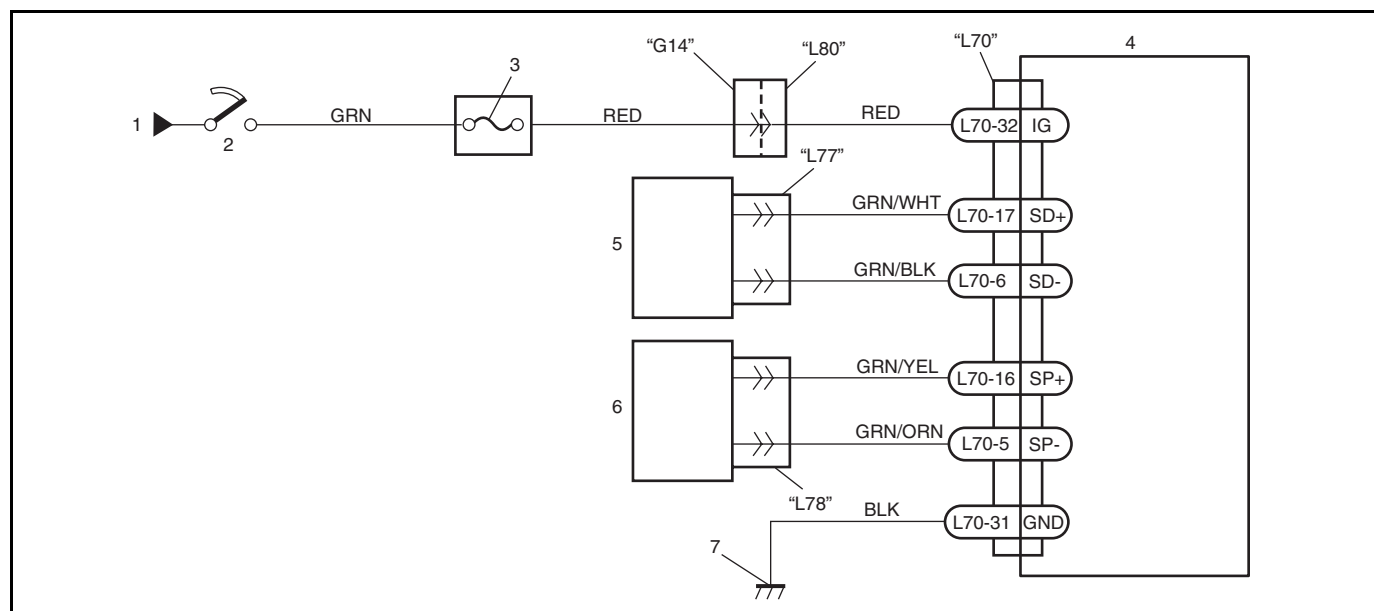 “G14” “L80” “L70” 4
3
1 2 GRN RED RED L70-32 IG
“L77”
5 GRN/WHT L70-17 SD+
GRN/BLK L70-6 SD-
6 GRN/YEL L70-16 SP+
GRN/ORN L70-5 SP-
“L78”
BLK L70-31 GND
7